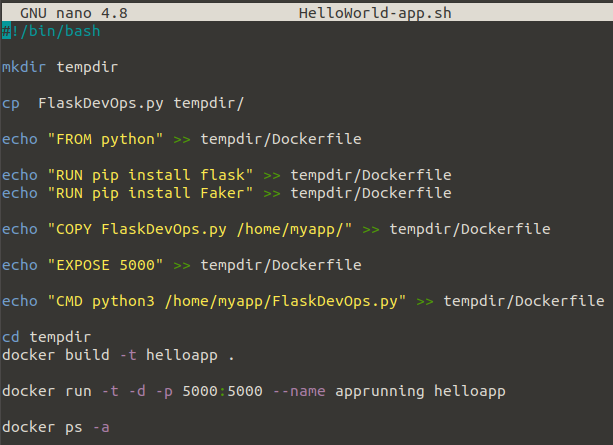 GNU nano 4.8 HelloWorld-app.sh
#!/bin/bash
mkdir tempdir
cp  FlaskDevOps.py tempdir/
echo "FROM python" >> tempdir/Dockerfile
echo "RUN pip install flask" >> tempdir/Dockerfile
echo "RUN pip install Faker" >> tempdir/Dockerfile
echo "COPY FlaskDevOps.py /home/myapp/" >> tempdir/Dockerfile
echo "EXPOSE 5000" >> tempdir/Dockerfile
echo "CMD python3 /home/myapp/FlaskDevOps.py" >> tempdir/Dockerfile
cd tempdir
docker build -t helloapp .
docker run -t -d -p 5000:5000 --name apprunning helloapp
docker ps -a